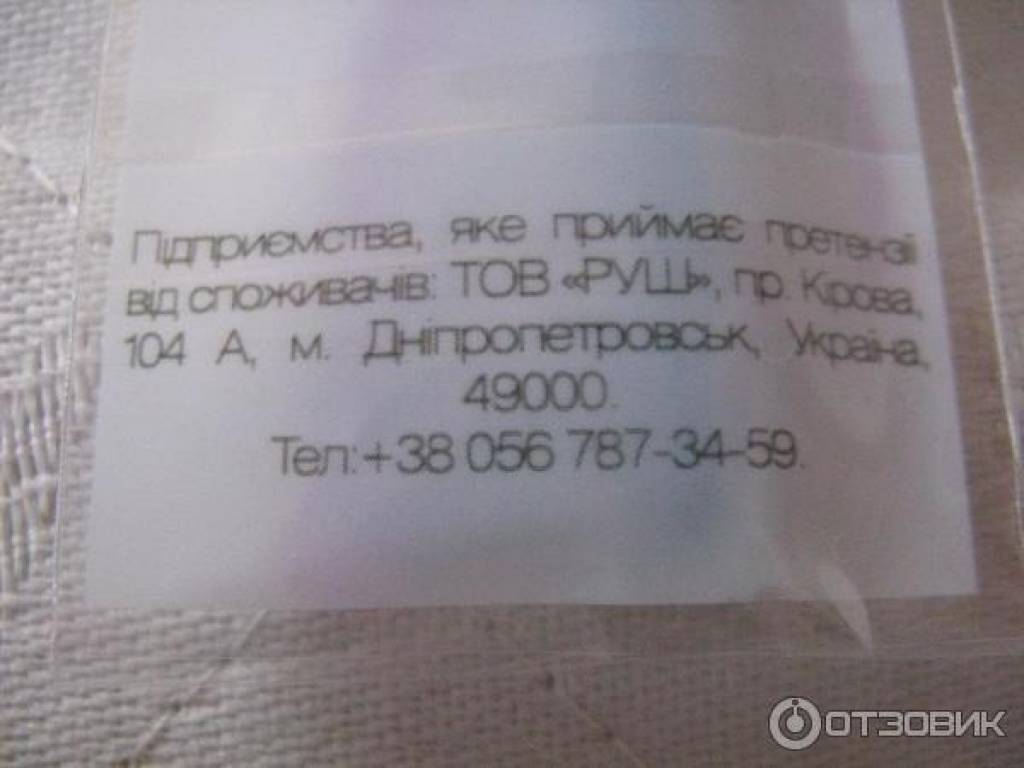 Підприємства, яке приймає претензії
від споживачів: ТОВ «РУШ», пр. Кірова,
104 А, м. Дніпропетровськ, Україна,
49000.
Тел:+38 056 787-34-59.
ОТЗОВИК